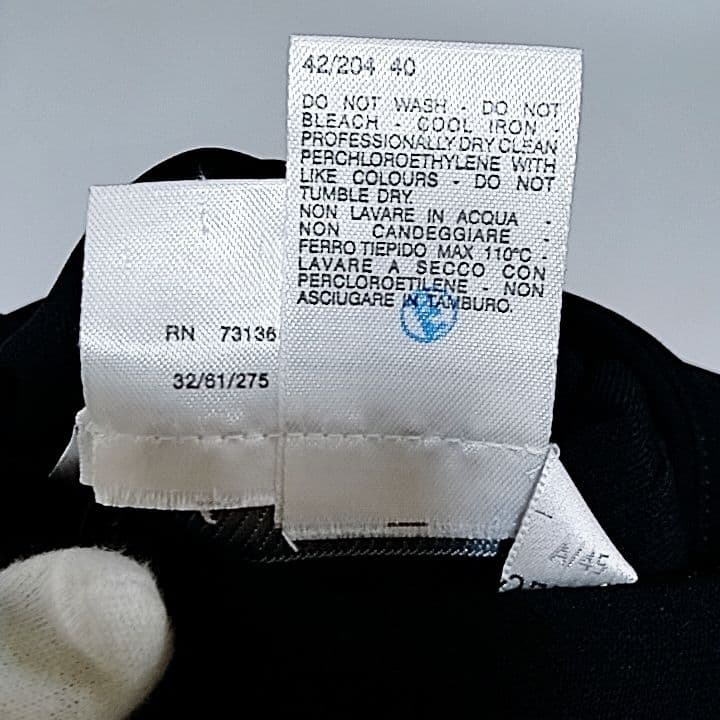 42/204 40
DO NOT WASH - DO NOT
BLEACH - COOL IRON -
PROFESSIONALLY DRY CLEAN
PERCHLOROETHYLENE WITH
LIKE COLOURS - DO NOT
TUMBLE DRY.
NON LAVARE IN ACQUA -
NON CANDEGGIARE -
FERRO TIEPIDO MAX 110°C -
LAVARE A SECCO CON
PERCLOROETILENE - NON
ASCIUGARE IN TAMBURO.
RN 73136
32/61/275
A/45